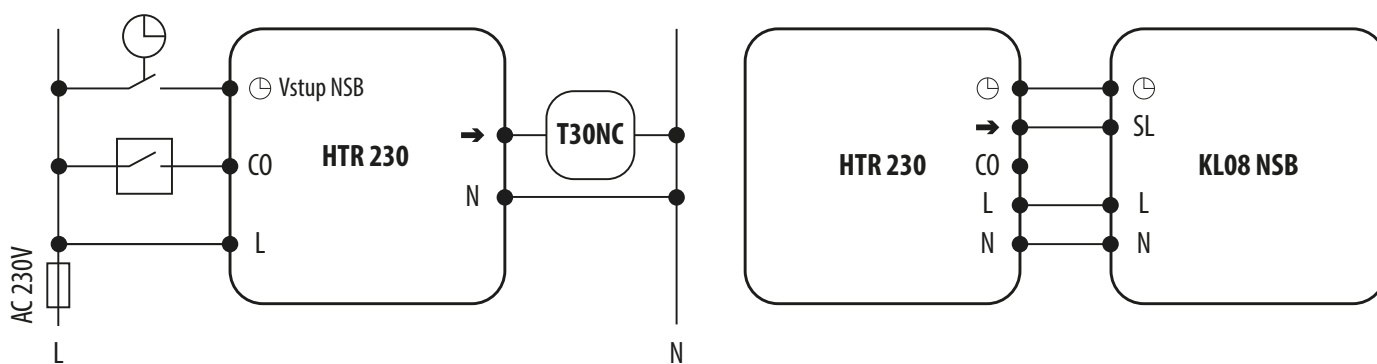 Vstup NSB
HTR 230
CO
L
➔
N
T30NC
AC 230V
L
N
HTR 230
➔
CO
L
N
SL
L
N
KL08 NSB